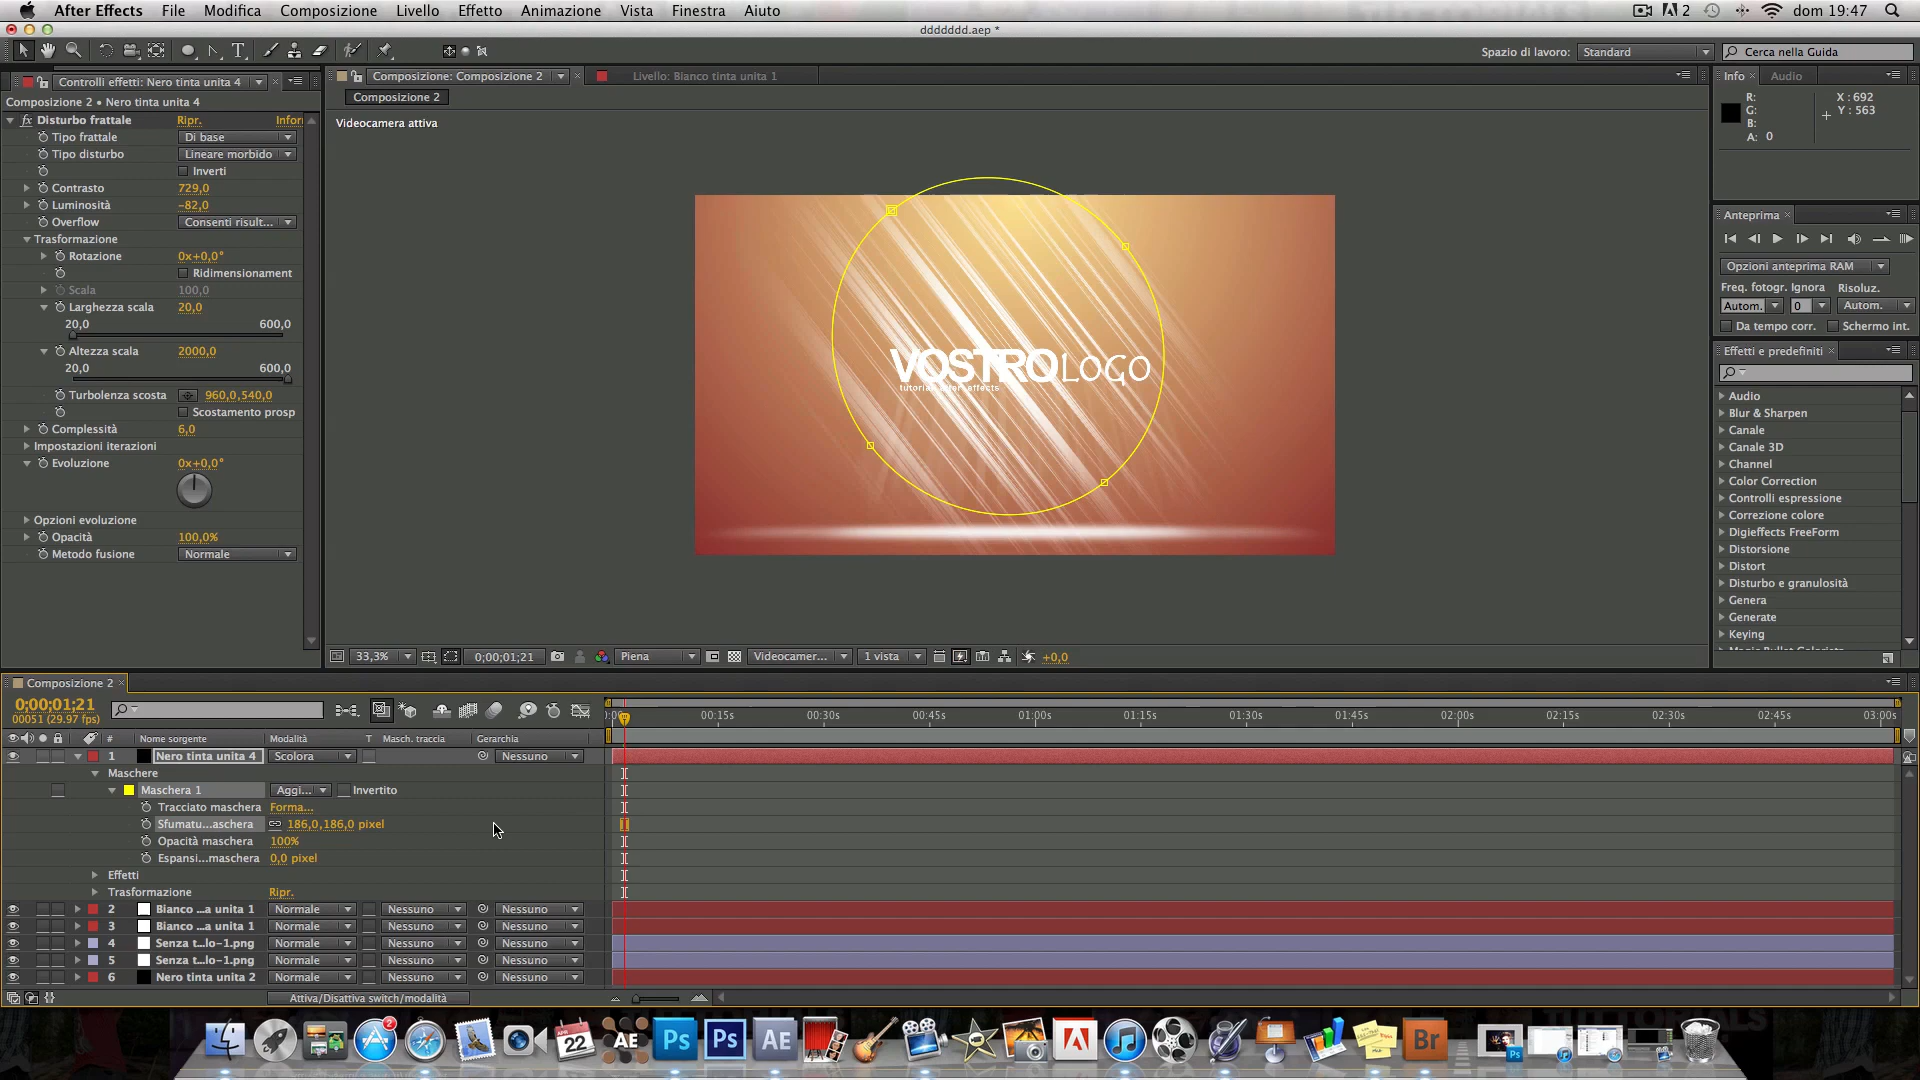 After Effects File Modifica Composizione Livello Effetto Animazione Vista Finestra Aiuto 2 dom 19:47
ddddddd.aep *
T Spazio di lavoro: Standard Cerca nella Guida
Controlli effetti: Nero tinta unita 4
Composizione 2 • Nero tinta unita 4
fx Disturbo frattale Ripr. Infor
Tipo frattale Di base
Tipo disturbo Lineare morbido
Inverti
Contrasto 729,0
Luminosità -82,0
Overflow Consenti risult...
Trasformazione
Rotazione 0x+0,0°
Ridimensionament
Scala 100,0
Larghezza scala 20,0
20,0 600,0
Altezza scala 2000,0
20,0 600,0
Turbolenza scosta 960,0,540,0
Scostamento prosp
Complessità 6,0
Impostazioni iterazioni
Evoluzione 0x+0,0°
Opzioni evoluzione
Opacità 100,0%
Metodo fusione Normale
Composizione: Composizione 2 Livello: Bianco tinta unita 1
Composizione 2
Videocamera attiva
VOSTROLOGO
tutorial after effects
33,3% 0;00;01;21 Piena Videocamer... 1 vista +0,0
Info Audio
R: X : 692
G: Y : 563
B:
A: 0
Anteprima
Opzioni anteprima RAM
Freq. fotogr. Ignora Risoluz.
Autom. 0 Autom.
Da tempo corr. Schermo int.
Effetti e predefiniti
Audio
Blur & Sharpen
Canale
Canale 3D
Channel
Color Correction
Controlli espressione
Correzione colore
Digieffects FreeForm
Distorsione
Distort
Disturbo e granulosità
Genera
Generate
Keying
Composizione 2
0;00;01;21
00051 (29.97 fps)
00:15s 00:30s 00:45s 01:00s 01:15s 01:30s 01:45s 02:00s 02:15s 02:30s 02:45s 03:00s
# Nome sorgente Modalità T Masch. traccia Gerarchia
1 Nero tinta unita 4 Scolora Nessuno
Maschere
Maschera 1 Aggi... Invertito
Tracciato maschera Forma...
Sfumatu...aschera 186,0,186,0 pixel
Opacità maschera 100%
Espansi...maschera 0,0 pixel
Effetti
Trasformazione Ripr.
2 Bianco ...a unita 1 Normale Nessuno Nessuno
3 Bianco ...a unita 1 Normale Nessuno Nessuno
4 Senza t...lo-1.png Normale Nessuno Nessuno
5 Senza t...lo-1.png Normale Nessuno Nessuno
6 Nero tinta unita 2 Normale Nessuno Nessuno
Attiva/Disattiva switch/modalità
2 APR 22 AE Ps Ps AE Br